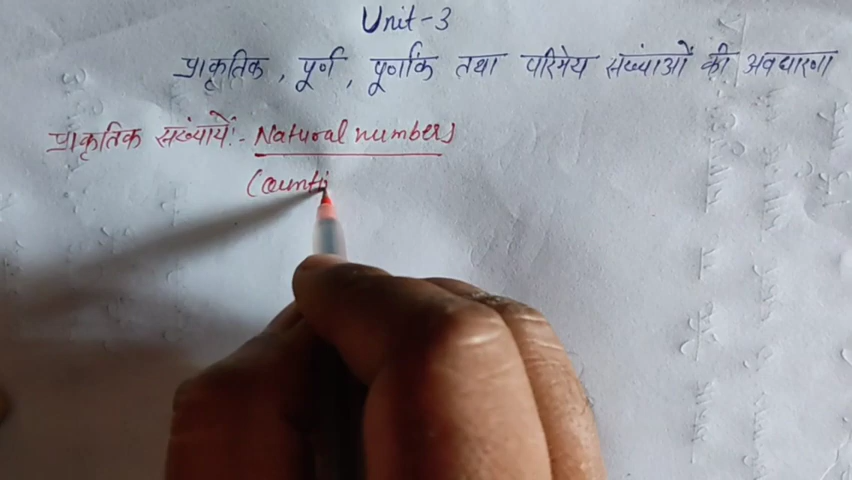 Unit-3
प्राकृतिक, पूर्ण, पूर्णांक तथा परिमेय संख्याओं की अवधारणा
प्राकृतिक संख्यायें:- Natural numbers
(Counti